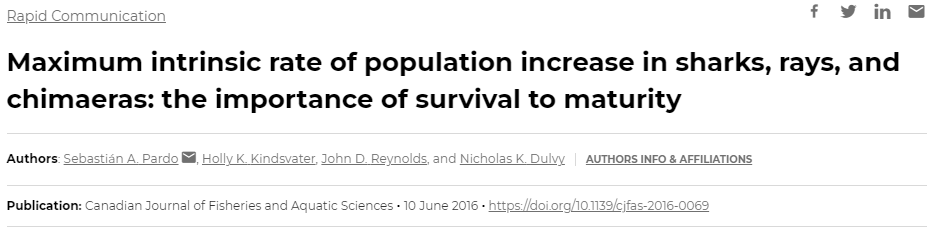 Rapid Communication
Maximum intrinsic rate of population increase in sharks, rays, and
chimaeras: the importance of survival to maturity
Authors: Sebastián A. Pardo, Holly K. Kindsvater, John D. Reynolds, and Nicholas K. Dulvy | AUTHORS INFO & AFFILIATIONS
Publication: Canadian Journal of Fisheries and Aquatic Sciences • 10 June 2016 • https://doi.org/10.1139/cjfas-2016-0069